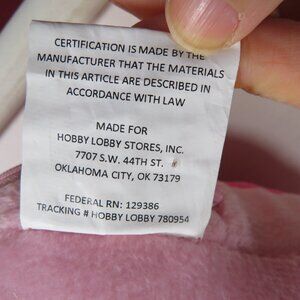 CERTIFICATION IS MADE BY THE
MANUFACTURER THAT THE MATERIALS
IN THIS ARTICLE ARE DESCRIBED IN
ACCORDANCE WITH LAW
MADE FOR
HOBBY LOBBY STORES, INC.
7707 S.W. 44TH ST.
OKLAHOMA CITY, OK 73179
FEDERAL RN: 129386
TRACKING # HOBBY LOBBY 780954